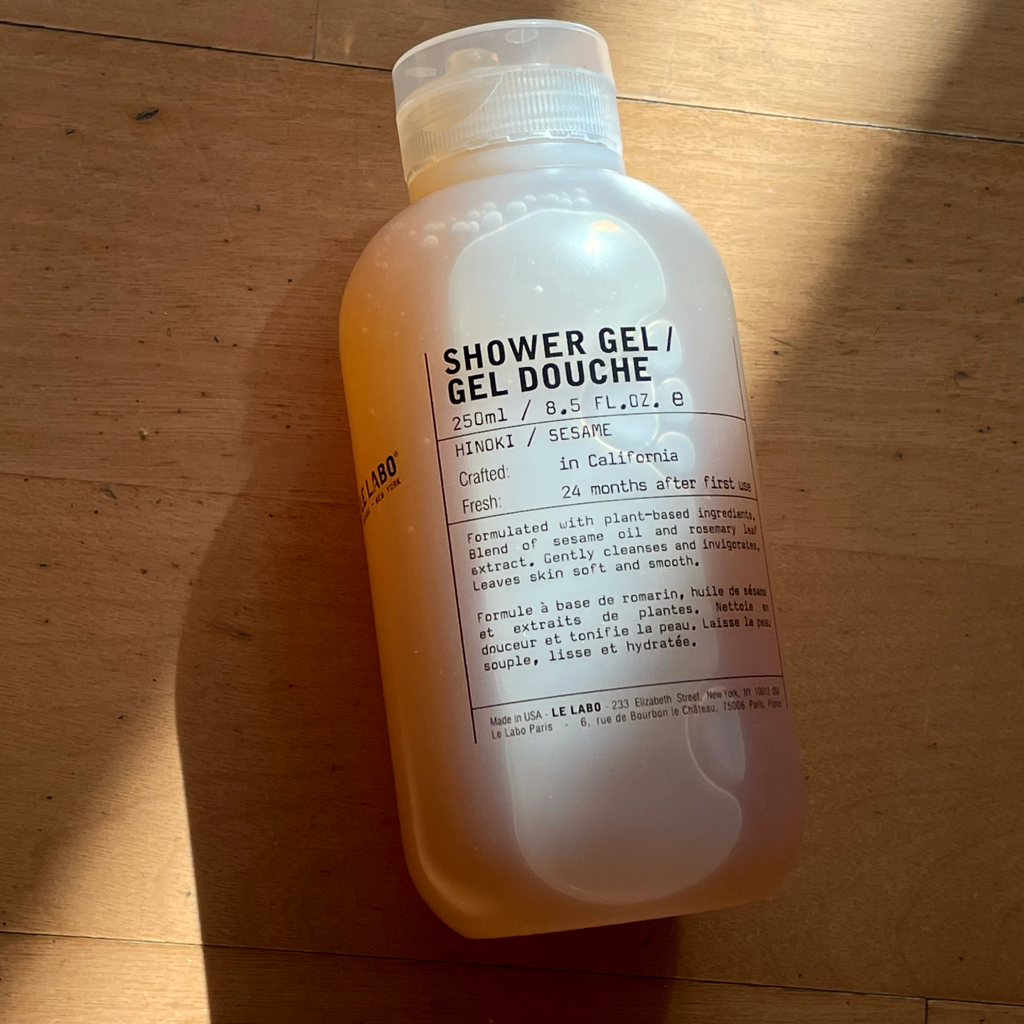 SHOWER GEL /
GEL DOUCHE
250ml / 8.5 FL.OZ. e
HINOKI / SESAME
Crafted: in California
Fresh: 24 months after first use
Formulated with plant-based ingredients.
Blend of sesame oil and rosemary leaf
extract. Gently cleanses and invigorates.
Leaves skin soft and smooth.
Formule à base de romarin, huile de sésame
et extraits de plantes. Nettoie en
douceur et tonifie la peau. Laisse la peau
souple, lisse et hydratée.
Made in USA - LE LABO - 233 Elizabeth Street, New York, NY 10012 USA
Le Labo Paris - 6, rue de Bourbon le Château, 75006 Paris, France
LE LABO®
NEW YORK